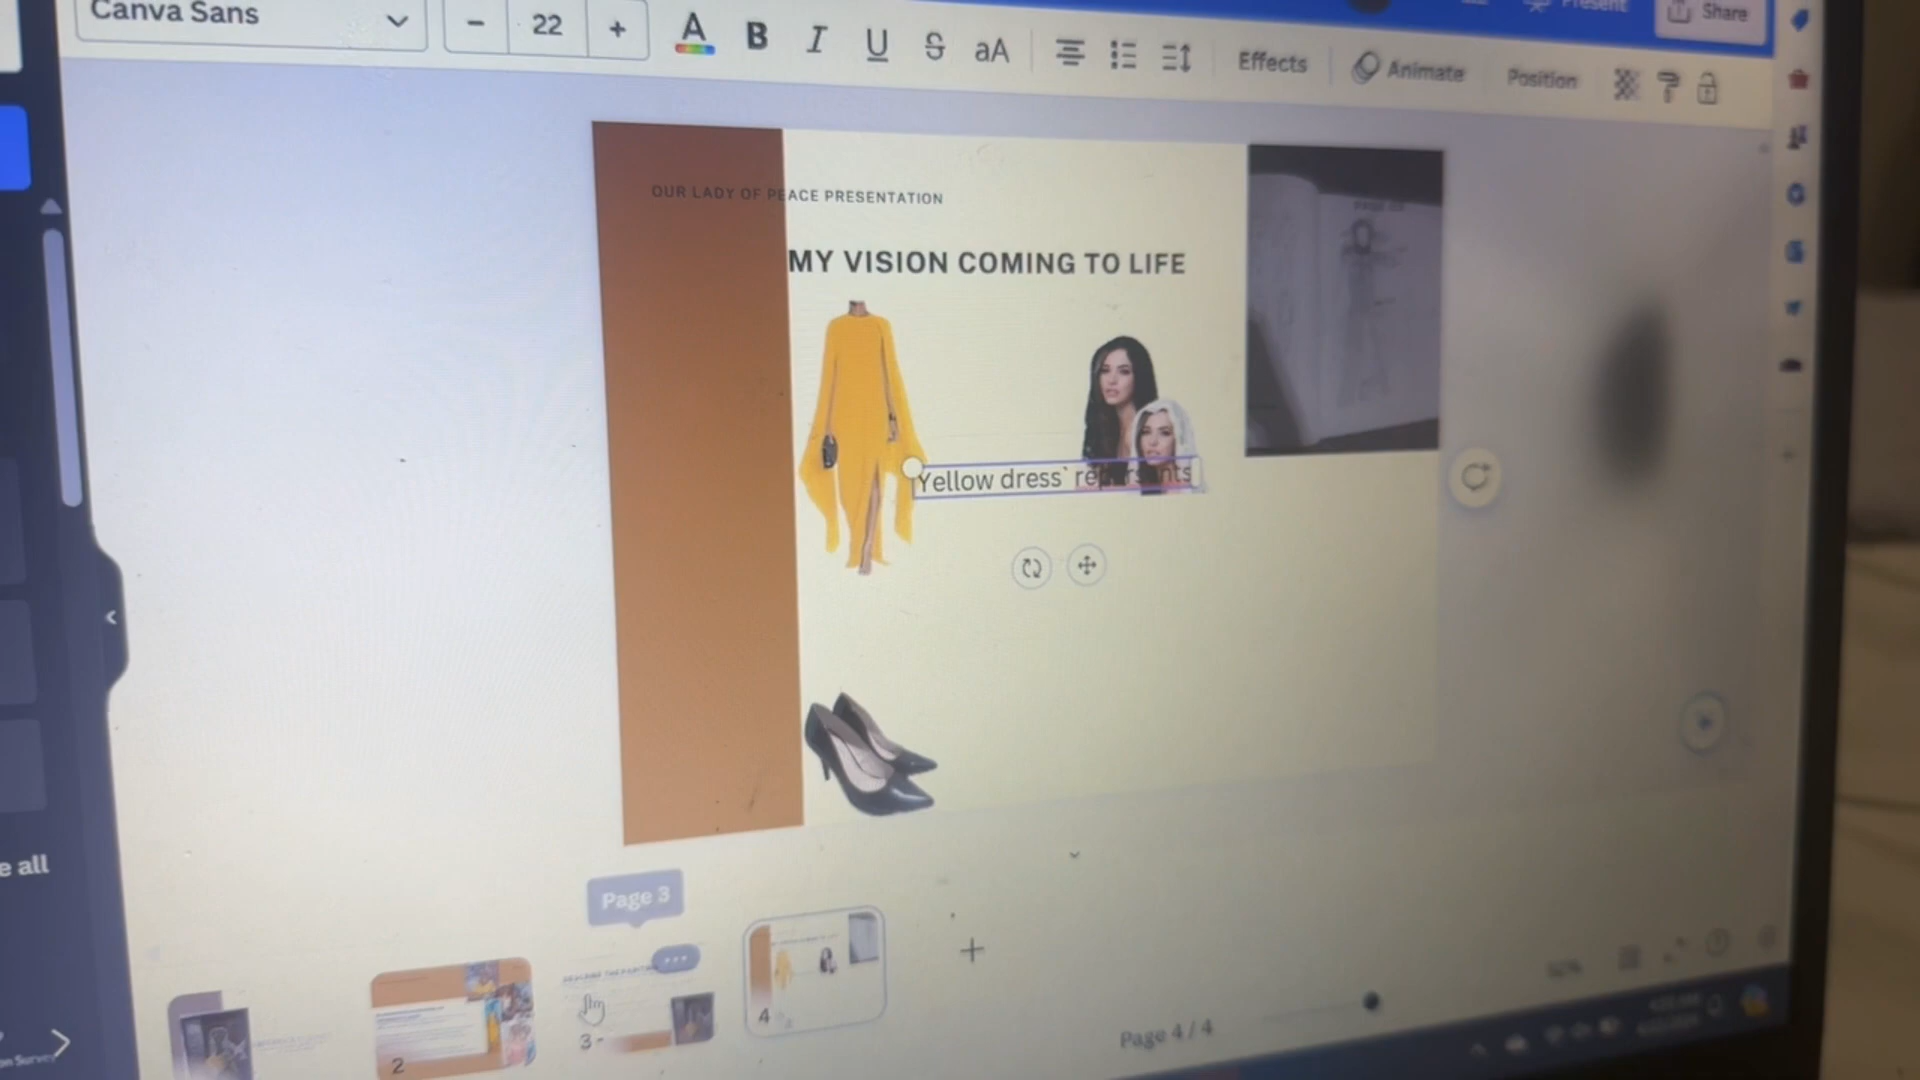 Canva Sans
22
A B I U S aA
Effects
Animate
Position
Present
Share
OUR LADY OF PEACE PRESENTATION
MY VISION COMING TO LIFE
Yellow dress`
e all
Page 3
2
3
4
Page 4 / 4